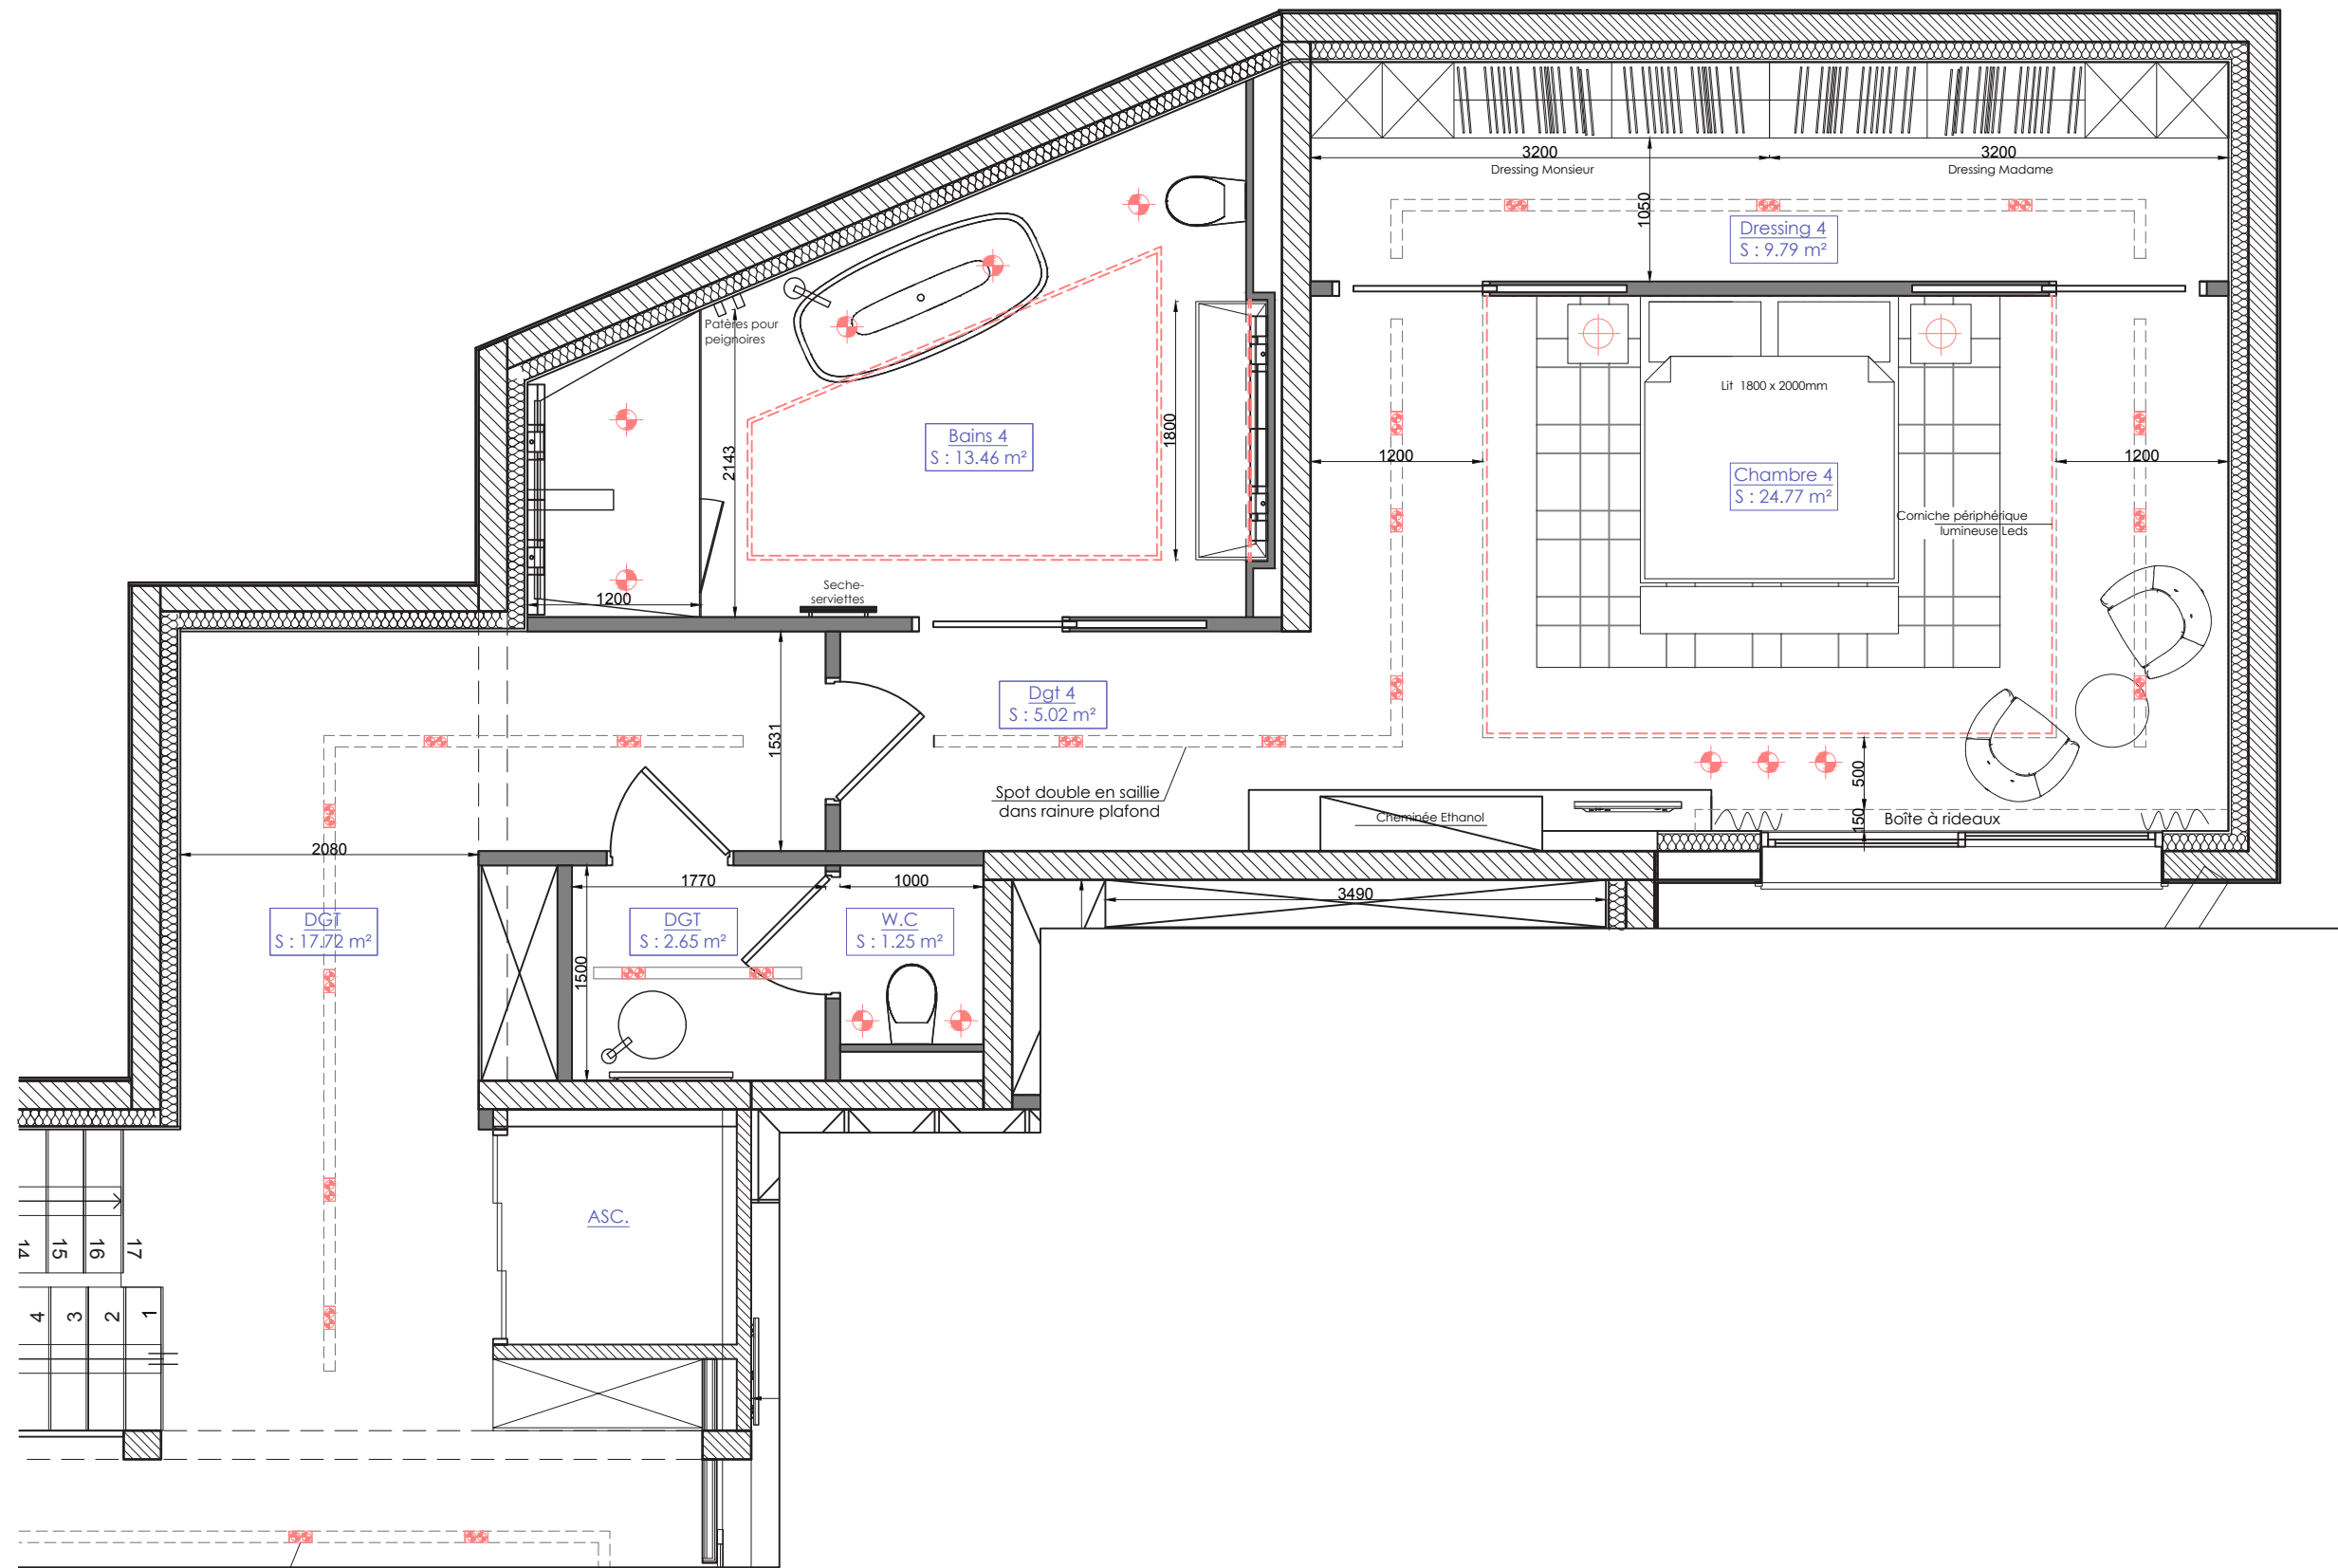 3200
3200
Dressing Monsieur
Dressing Madame
1050
Dressing 4
S : 9.79 m²
Patères pour
peignoires
Lit 1800 x 2000mm
Bains 4
S : 13.46 m²
2143
1800
1200
1200
Chambre 4
S : 24.77 m²
Corniche périphérique
lumineuse Leds
Seche-
serviettes
1200
Dgt 4
S : 5.02 m²
1531
Spot double en saillie
dans rainure plafond
500
150
Cheminée Ethanol
Boîte à rideaux
2080
1770
1000
3490
DGT
S : 17.72 m²
DGT
S : 2.65 m²
W.C
S : 1.25 m²
1500
ASC.
14
15
16
17
4
3
2
1